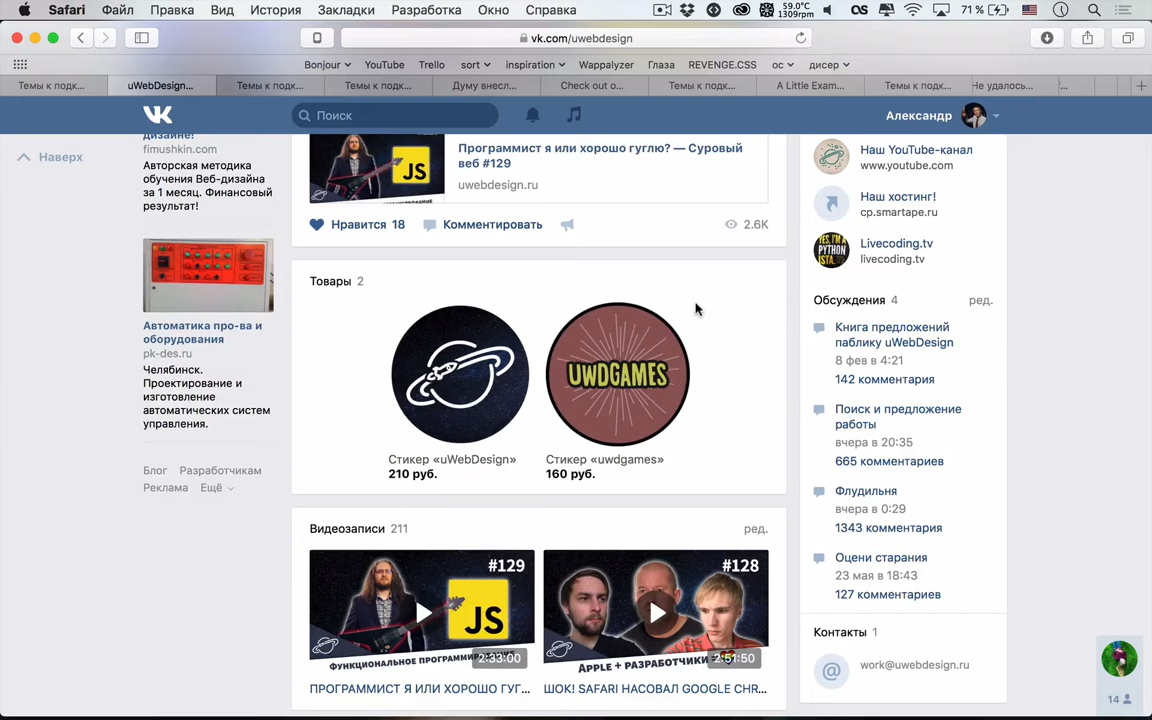 Safari Файл Правка Вид История Закладки Разработка Окно Справка
59.0°C
1309rpm
71 %
vk.com/uwebdesign
Bonjour YouTube Trello sort inspiration Wappalyzer Глаза REVENGE.CSS ос дисер
Темы к подк... uWebDesign... Темы к подк... Темы к подк... Думу внесл... Check out o... Темы к подк... A Little Exam... Темы к подк... Не удалось...
Поиск
Александр
Наверх
дизайне!
fimushkin.com
Авторская методика
обучения Веб-дизайна
за 1 месяц. Финансовый
результат!
Автоматика про-ва и
оборудования
pk-des.ru
Челябинск.
Проектирование и
изготовление
автоматических систем
управления.
Блог Разработчикам
Реклама Ещё
JS
Программист я или хорошо гуглю? — Суровый
веб #129
uwebdesign.ru
Нравится 18 Комментировать 2.6K
Товары 2
UWDGAMES
Стикер «uWebDesign»
210 руб.
Стикер «uwdgames»
160 руб.
Видеозаписи 211 ред.
#129
JS
2:33:00
ПРОГРАММИСТ Я ИЛИ ХОРОШО ГУГ...
#128
APPLE + РАЗРАБОТЧИКИ
2:51:50
ШОК! SAFARI НАСОВАЛ GOOGLE CHR...
Наш YouTube-канал
www.youtube.com
Наш хостинг!
cp.smartape.ru
YES, I'M A
PYTHON
ISTA.
Livecoding.tv
livecoding.tv
Обсуждения 4 ред.
Книга предложений
паблику uWebDesign
8 фев в 4:21
142 комментария
Поиск и предложение
работы
вчера в 20:35
665 комментариев
Флудильня
вчера в 0:29
1343 комментария
Оцени старания
23 мая в 18:43
127 комментариев
Контакты 1
@
work@uwebdesign.ru
14